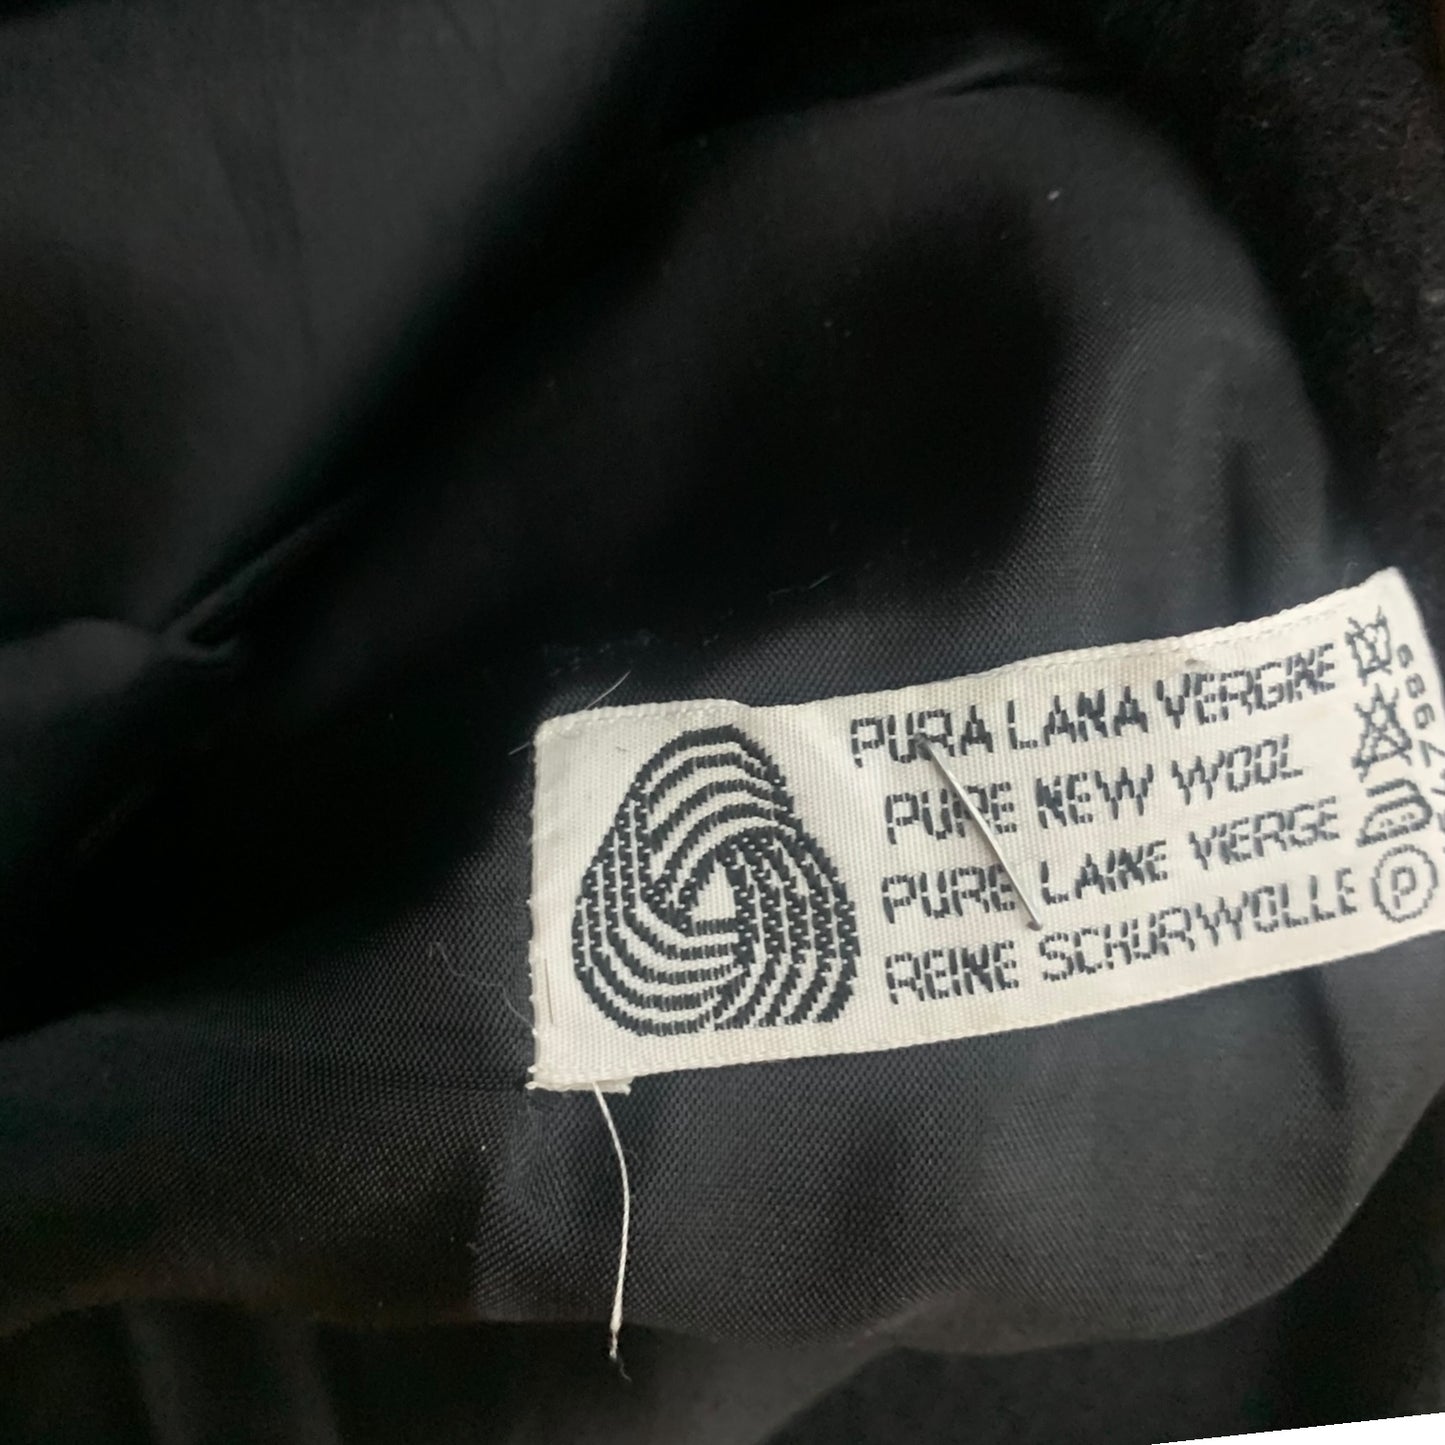 PURA LANA VERGINE
PURE NEW WOOL
PURE LAINE VIERGE
REINE SCHURWOLLE
P